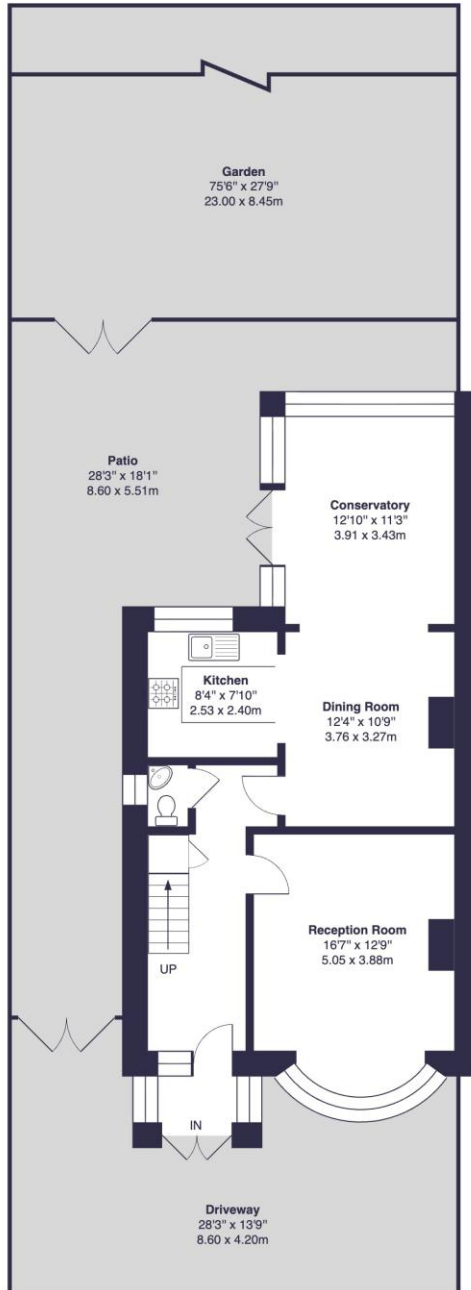 Garden
75'6" x 27'9"
23.00 x 8.45m
Patio
28'3" x 18'1"
8.60 x 5.51m
Conservatory
12'10" x 11'3"
3.91 x 3.43m
Kitchen
8'4" x 7'10"
2.53 x 2.40m
Dining Room
12'4" x 10'9"
3.76 x 3.27m
Reception Room
16'7" x 12'9"
5.05 x 3.88m
UP
IN
Driveway
28'3" x 13'9"
8.60 x 4.20m